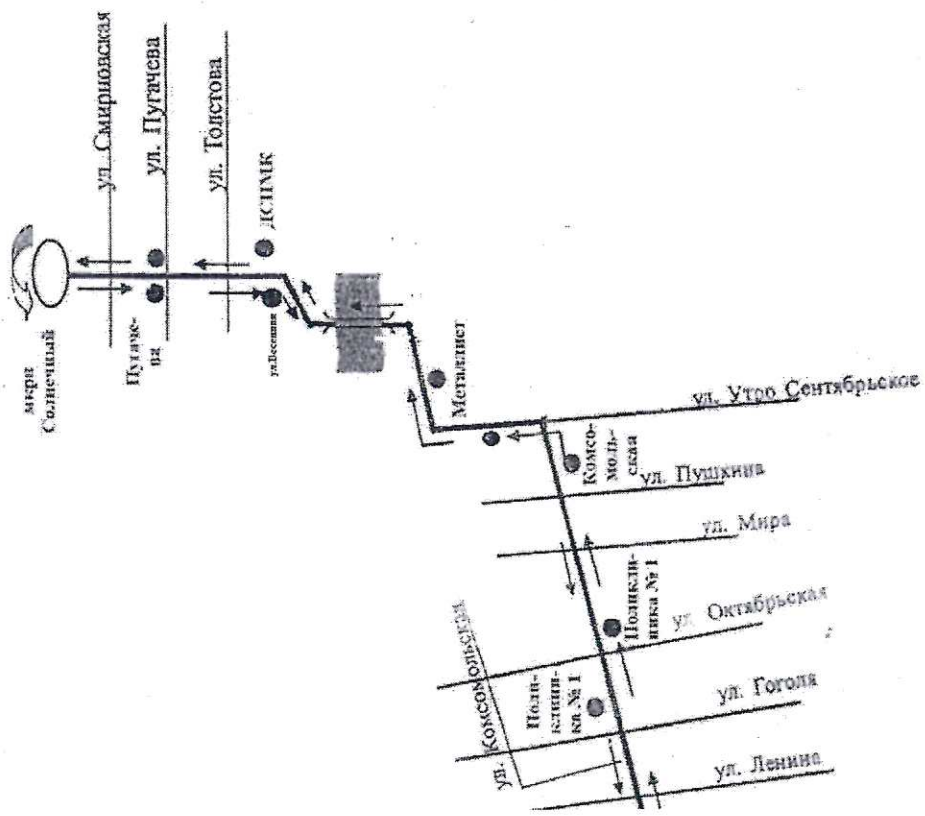 мкрн
Солнечный
ул. Смирновская
ул. Пугачева
ул. Толстова
Пугаче-
ва
ДСПМК
ул.Весенняя
Металлист
ул. Утро Сентябрьское
Комсо-
моль-
ская
ул. Пушкина
ул. Мира
Поликли-
ника № 1
ул. Октябрьская
ул. Комсомольская
Поли-
клини-
ка № 1
ул. Гоголя
ул. Ленина